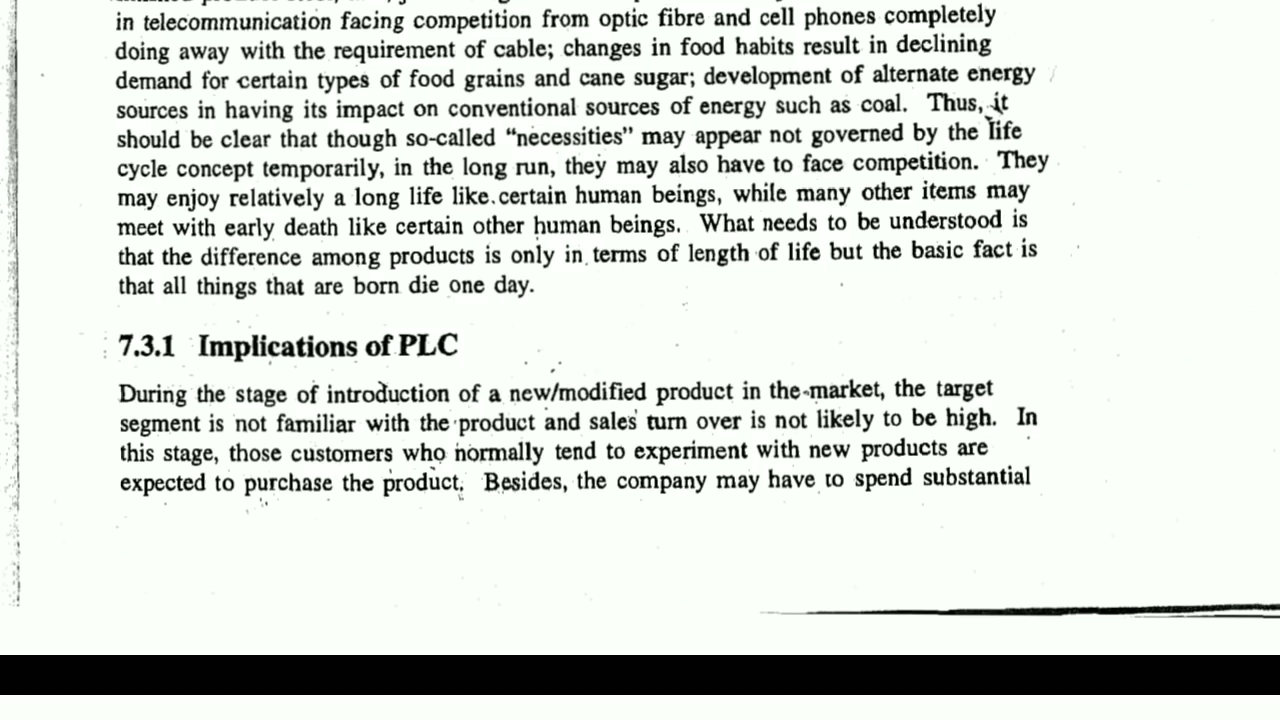 in telecommunication facing competition from optic fibre and cell phones completely
doing away with the requirement of cable; changes in food habits result in declining
demand for certain types of food grains and cane sugar; development of alternate energy
sources in having its impact on conventional sources of energy such as coal. Thus, it
should be clear that though so-called “necessities” may appear not governed by the life
cycle concept temporarily, in the long run, they may also have to face competition. They
may enjoy relatively a long life like certain human beings, while many other items may
meet with early death like certain other human beings. What needs to be understood is
that the difference among products is only in terms of length of life but the basic fact is
that all things that are born die one day.
7.3.1 Implications of PLC
During the stage of introduction of a new/modified product in the market, the target
segment is not familiar with the product and sales turn over is not likely to be high. In
this stage, those customers who normally tend to experiment with new products are
expected to purchase the product. Besides, the company may have to spend substantial